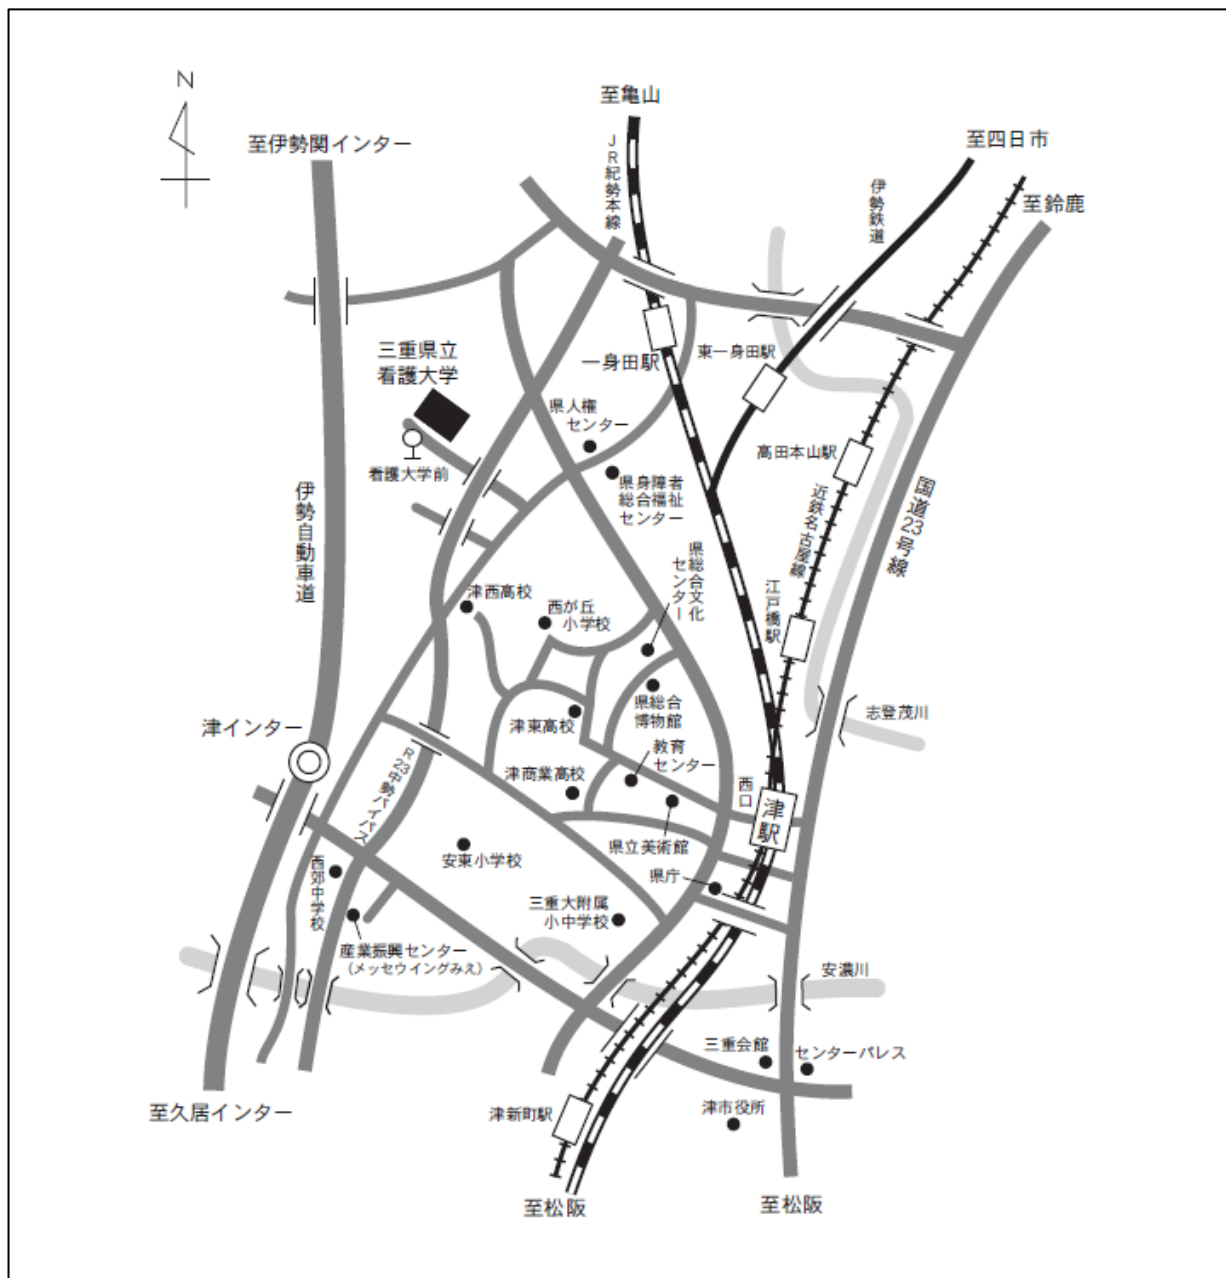 N
至亀山
至四日市
至伊勢関インター
JR紀勢本線
伊勢鉄道
至鈴鹿
三重県立
看護大学
一身田駅
東一身田駅
県人権
センター
看護大学前
高田本山駅
県身障者
総合福祉
センター
伊勢自動車道
近鉄名古屋線
国道23号線
県総合文化
センター
江戸橋駅
津西高校
西が丘
小学校
県総合
博物館
志登茂川
津東高校
津インター
教育
センター
R23中勢バイパス
津商業高校
西口
津駅
県立美術館
安東小学校
西郊中学校
県庁
三重大附属
小中学校
産業振興センター
(メッセウイングみえ)
安濃川
三重会館
センターパレス
至久居インター
津新町駅
津市役所
至松阪
至松阪